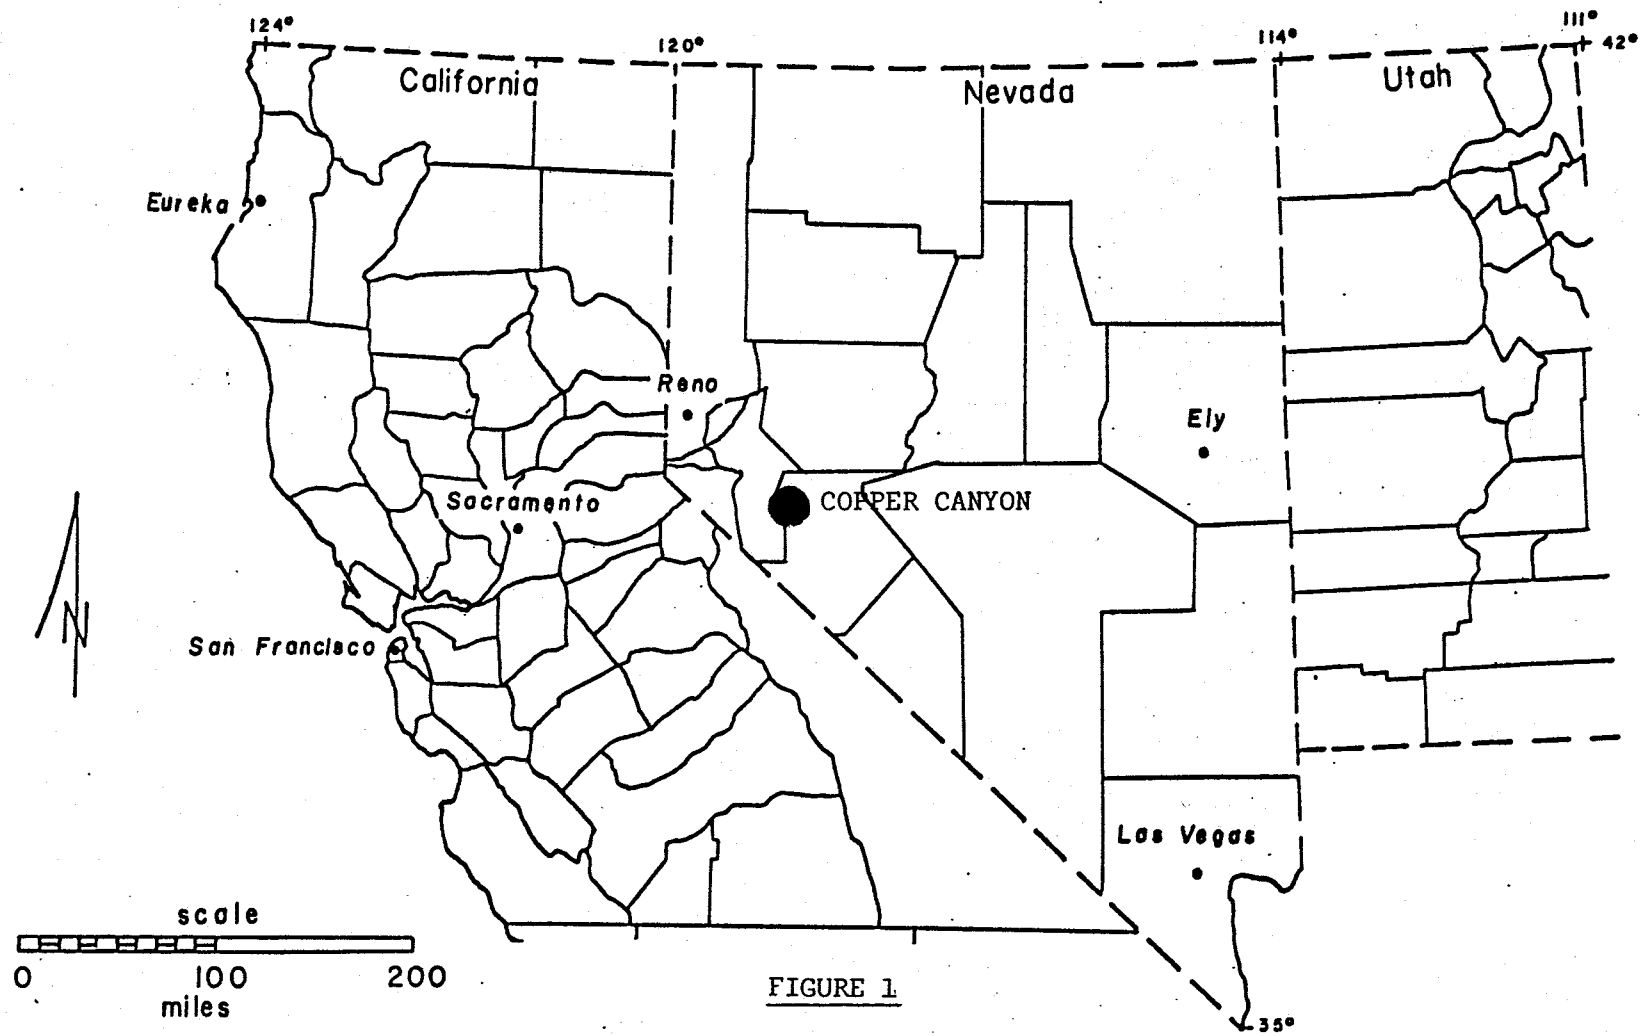 124°
120°
114°
111°
42°
California
Nevada
Utah
Eureka
Reno
Ely
Sacramento
COPPER CANYON
N
San Francisco
Las Vegas
scale
0 100 200
miles
FIGURE 1
35°